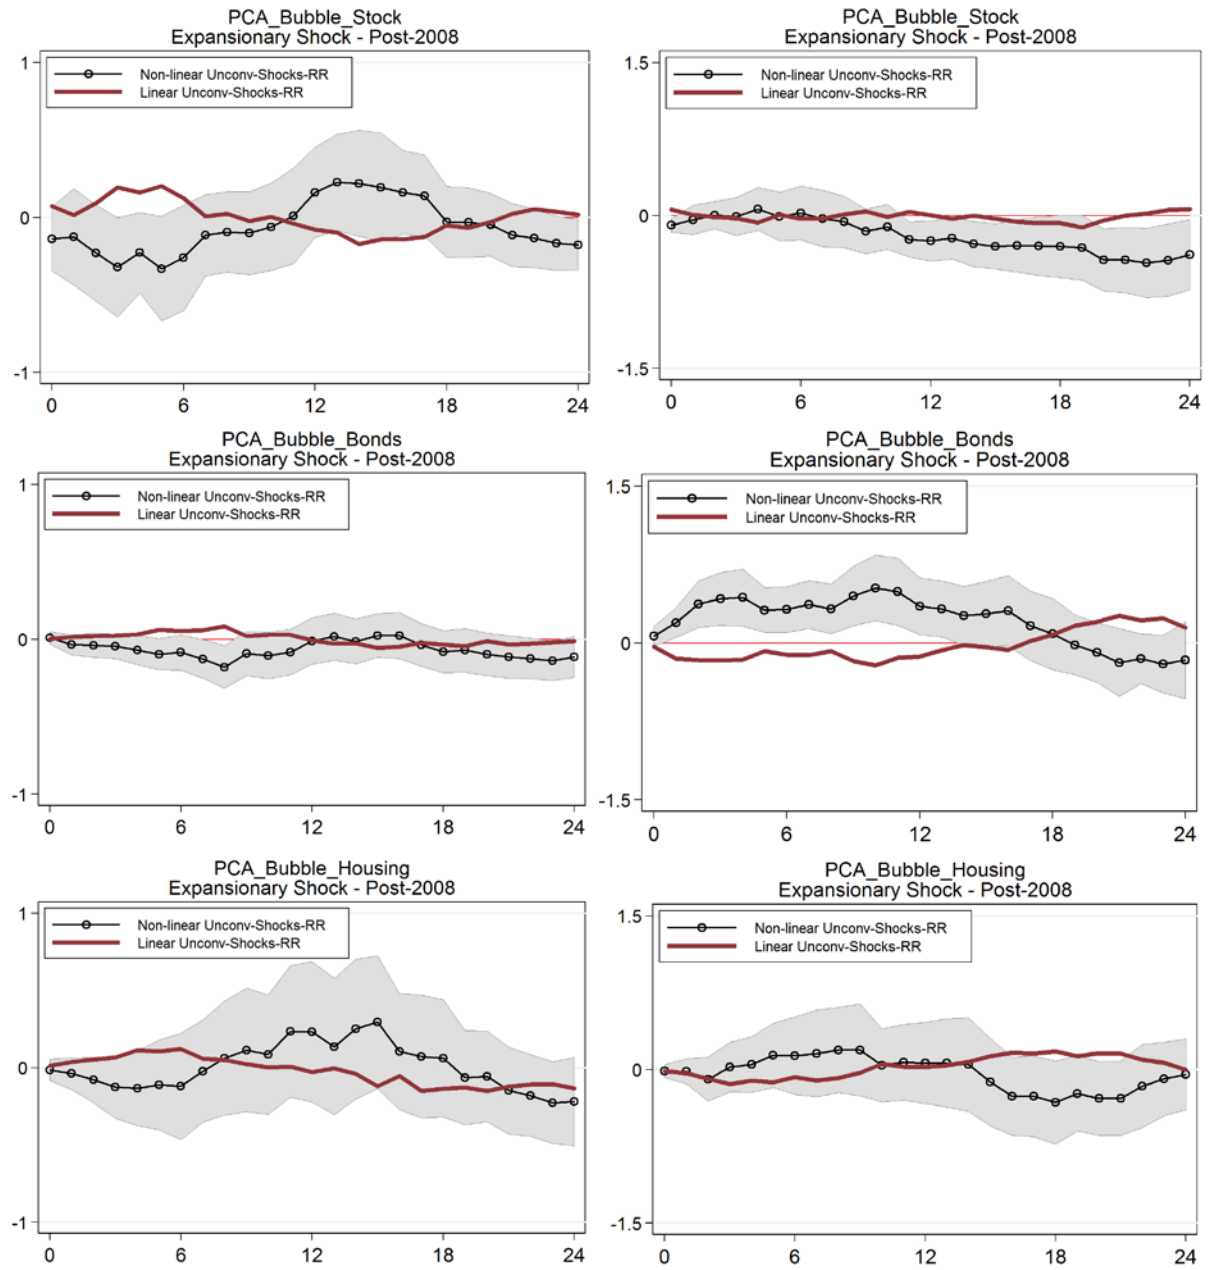 PCA_Bubble_Stock
Expansionary Shock - Post-2008
1
Non-linear Unconv-Shocks-RR
Linear Unconv-Shocks-RR
0
-1
0 6 12 18 24
PCA_Bubble_Stock
Expansionary Shock - Post-2008
1.5
Non-linear Unconv-Shocks-RR
Linear Unconv-Shocks-RR
0
-1.5
0 6 12 18 24
PCA_Bubble_Bonds
Expansionary Shock - Post-2008
1
Non-linear Unconv-Shocks-RR
Linear Unconv-Shocks-RR
0
-1
0 6 12 18 24
PCA_Bubble_Bonds
Expansionary Shock - Post-2008
1.5
Non-linear Unconv-Shocks-RR
Linear Unconv-Shocks-RR
0
-1.5
0 6 12 18 24
PCA_Bubble_Housing
Expansionary Shock - Post-2008
1
Non-linear Unconv-Shocks-RR
Linear Unconv-Shocks-RR
0
-1
0 6 12 18 24
PCA_Bubble_Housing
Expansionary Shock - Post-2008
1.5
Non-linear Unconv-Shocks-RR
Linear Unconv-Shocks-RR
0
-1.5
0 6 12 18 24